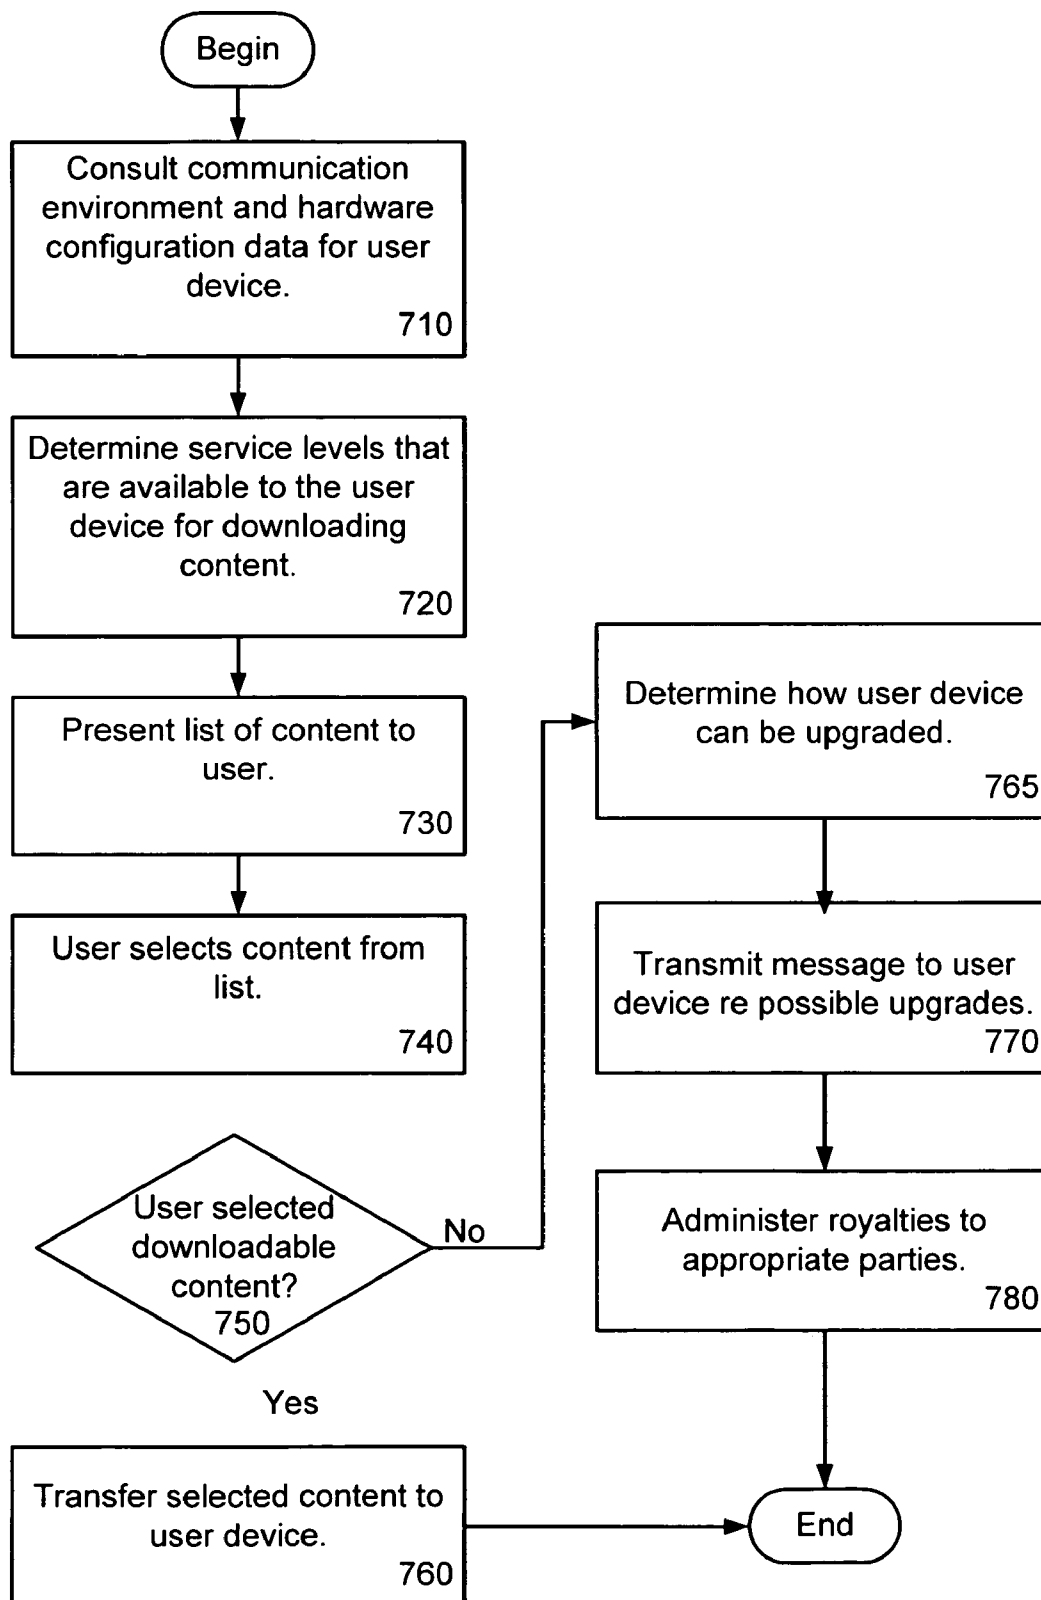 Begin
Consult communication
environment and hardware
configuration data for user
device.
710
Determine service levels that
are available to the user
device for downloading
content.
720
Present list of content to
user.
730
User selects content from
list.
740
User selected
downloadable
content?
750
No
Yes
Transfer selected content to
user device.
760
Determine how user device
can be upgraded.
765
Transmit message to user
device re possible upgrades.
770
Administer royalties to
appropriate parties.
780
End